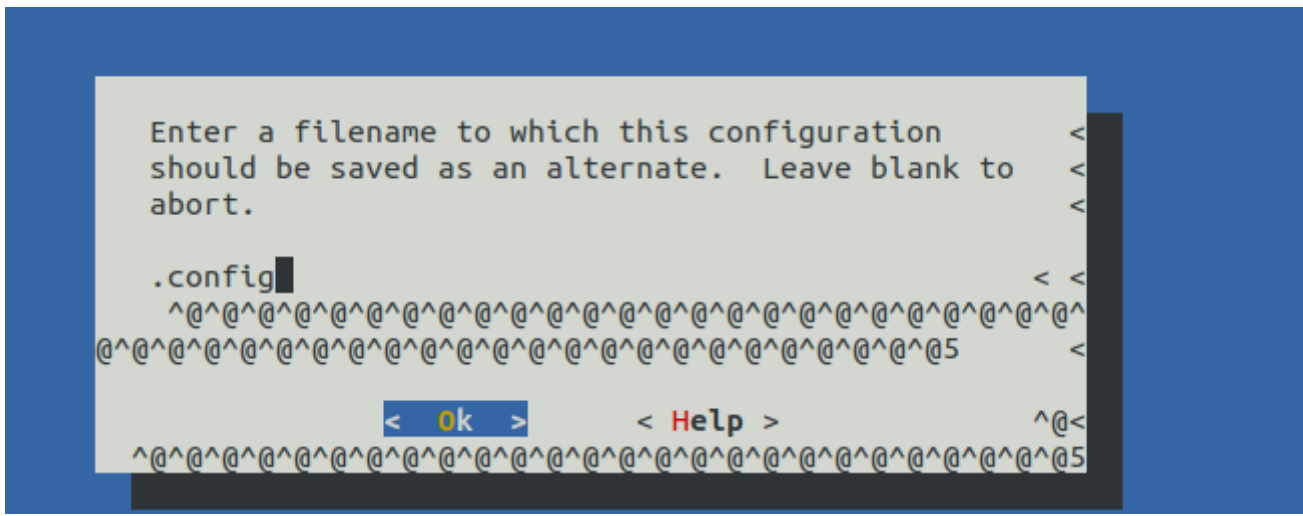 Enter a filename to which this configuration <
should be saved as an alternate.  Leave blank to <
abort. <
.config < <
^@^@^@^@^@^@^@^@^@^@^@^@^@^@^@^@^@^@^@^@^@^@^@^@^@^
@^@^@^@^@^@^@^@^@^@^@^@^@^@^@^@^@^@^@^@^@^@^@^@5 <
<  Ok  > < Help > ^@<
^@^@^@^@^@^@^@^@^@^@^@^@^@^@^@^@^@^@^@^@^@^@^@^@^@^@5